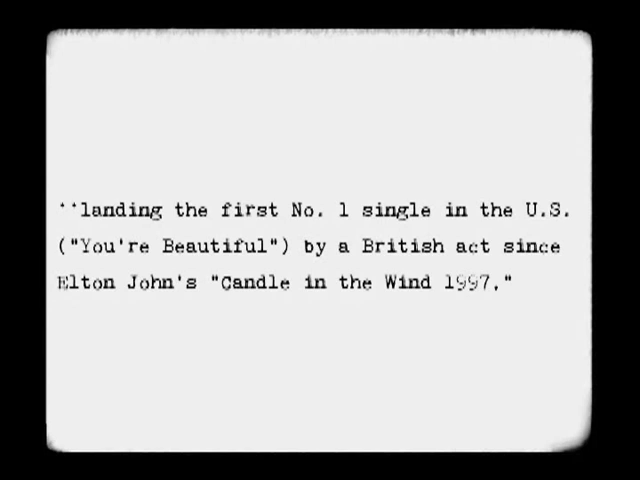 ``landing the first No. 1 single in the U.S.
("You're Beautiful") by a British act since
Elton John's "Candle in the Wind 1997,"